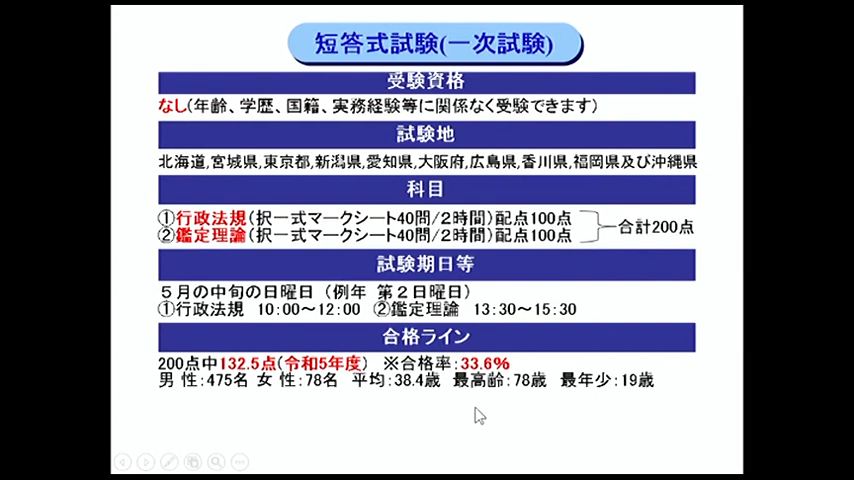 短答式試験(一次試験)
受験資格
なし(年齢、学歴、国籍、実務経験等に関係なく受験できます)
試験地
北海道,宮城県,東京都,新潟県,愛知県,大阪府,広島県,香川県,福岡県及び沖縄県
科目
①行政法規(択一式マークシート40問/2時間)配点100点
②鑑定理論(択一式マークシート40問/2時間)配点100点
合計200点
試験期日等
5月の中旬の日曜日(例年 第2日曜日)
①行政法規 10:00～12:00 ②鑑定理論 13:30～15:30
合格ライン
200点中132.5点(令和5年度) ※合格率:33.6%
男 性:475名 女 性:78名 平均:38.4歳 最高齢:78歳 最年少:19歳